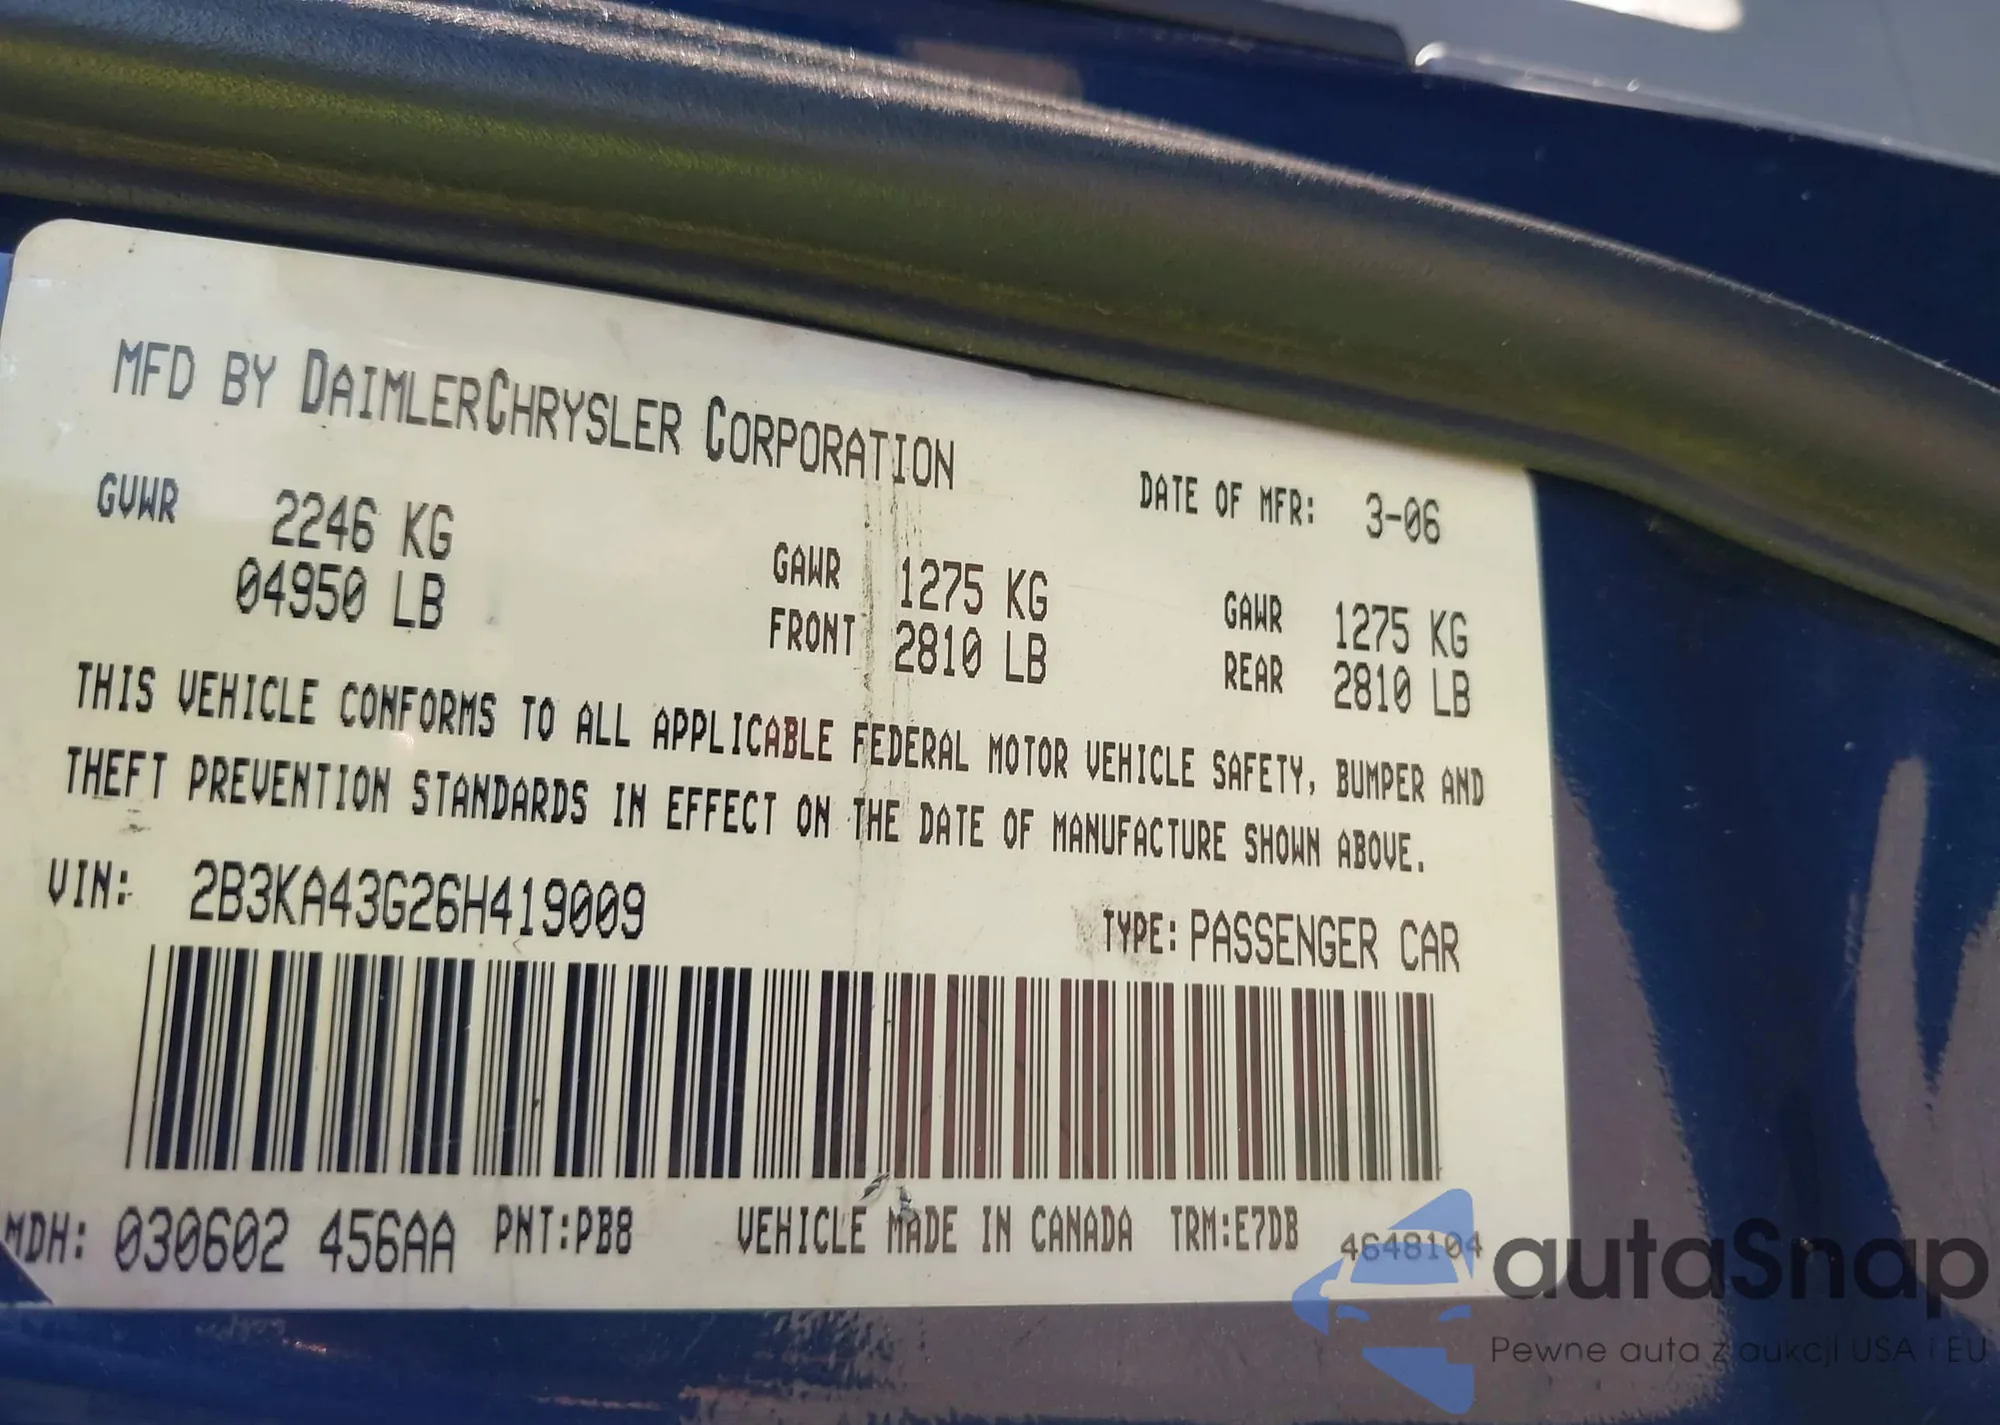 MFD BY DAIMLERCHRYSLER CORPORATION
DATE OF MFR: 3-06
GVWR 2246 KG
04950 LB
GAWR 1275 KG
FRONT 2810 LB
GAWR 1275 KG
REAR 2810 LB
THIS VEHICLE CONFORMS TO ALL APPLICABLE FEDERAL MOTOR VEHICLE SAFETY, BUMPER AND
THEFT PREVENTION STANDARDS IN EFFECT ON THE DATE OF MANUFACTURE SHOWN ABOVE.
VIN: 2B3KA43G26H419009
TYPE: PASSENGER CAR
MDH: 030602 456AA PNT:PB8 VEHICLE MADE IN CANADA TRM:E7DB 4648104
autaSnap
Pewne auta z aukcji USA i EU